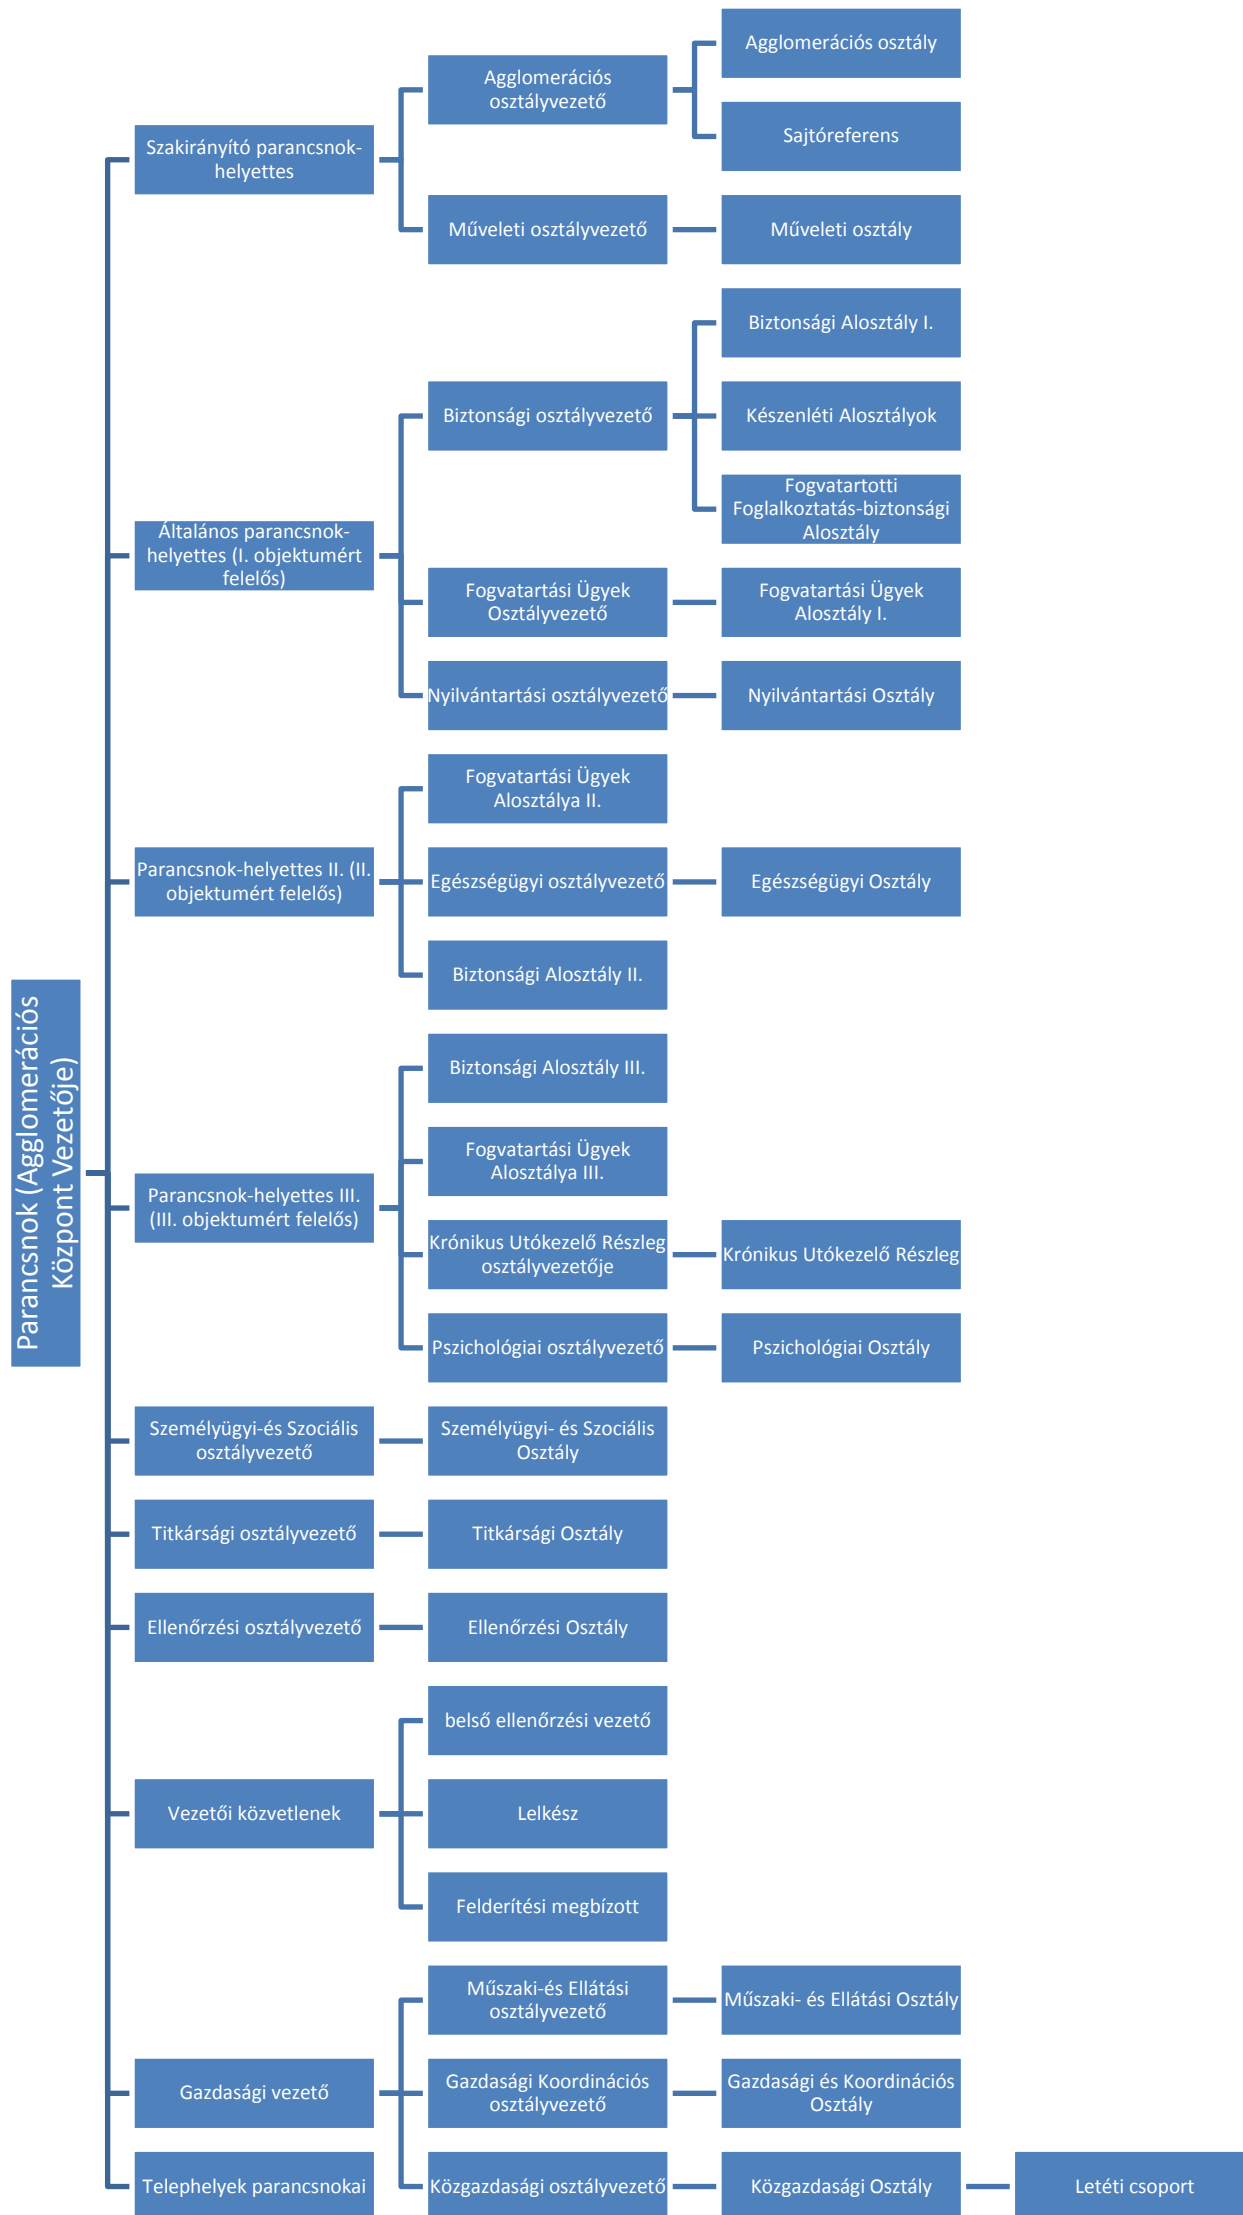 Parancsnok (Agglomerációs
Központ Vezetője)
Szakirányító parancsnok-
helyettes
Agglomerációs
osztályvezető
Agglomerációs osztály
Sajtóreferens
Műveleti osztályvezető
Műveleti osztály
Általános parancsnok-
helyettes (I. objektumért
felelős)
Biztonsági osztályvezető
Biztonsági Alosztály I.
Készenléti Alosztályok
Fogvatartotti
Foglalkoztatás-biztonsági
Alosztály
Fogvatartási Ügyek
Osztályvezető
Fogvatartási Ügyek
Alosztály I.
Nyilvántartási osztályvezető
Nyilvántartási Osztály
Parancsnok-helyettes II. (II.
objektumért felelős)
Fogvatartási Ügyek
Alosztálya II.
Egészségügyi osztályvezető
Egészségügyi Osztály
Biztonsági Alosztály II.
Parancsnok-helyettes III.
(III. objektumért felelős)
Biztonsági Alosztály III.
Fogvatartási Ügyek
Alosztálya III.
Krónikus Utókezelő Részleg
osztályvezetője
Krónikus Utókezelő Részleg
Pszichológiai osztályvezető
Pszichológiai Osztály
Személyügyi-és Szociális
osztályvezető
Személyügyi- és Szociális
Osztály
Titkársági osztályvezető
Titkársági Osztály
Ellenőrzési osztályvezető
Ellenőrzési Osztály
Vezetői közvetlenek
belső ellenőrzési vezető
Lelkész
Felderítési megbízott
Gazdasági vezető
Műszaki-és Ellátási
osztályvezető
Műszaki- és Ellátási Osztály
Gazdasági Koordinációs
osztályvezető
Gazdasági és Koordinációs
Osztály
Közgazdasági osztályvezető
Közgazdasági Osztály
Letéti csoport
Telephelyek parancsnokai